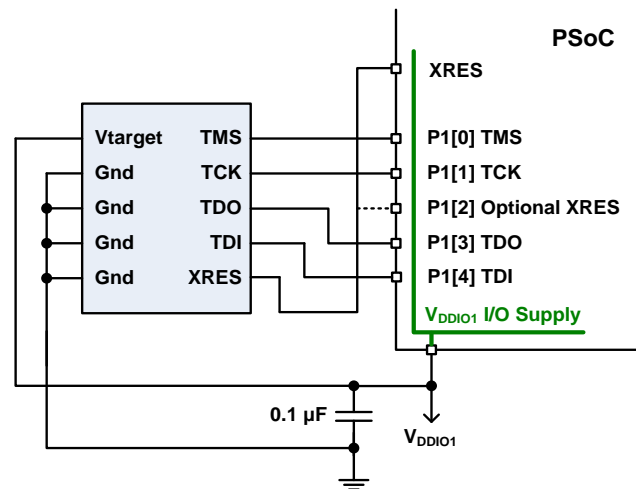 PSoC
XRES
Vtarget TMS
Gnd TCK
Gnd TDO
Gnd TDI
Gnd XRES
P1[0] TMS
P1[1] TCK
P1[2] Optional XRES
P1[3] TDO
P1[4] TDI
VDDIO1 I/O Supply
0.1 µF
VDDIO1